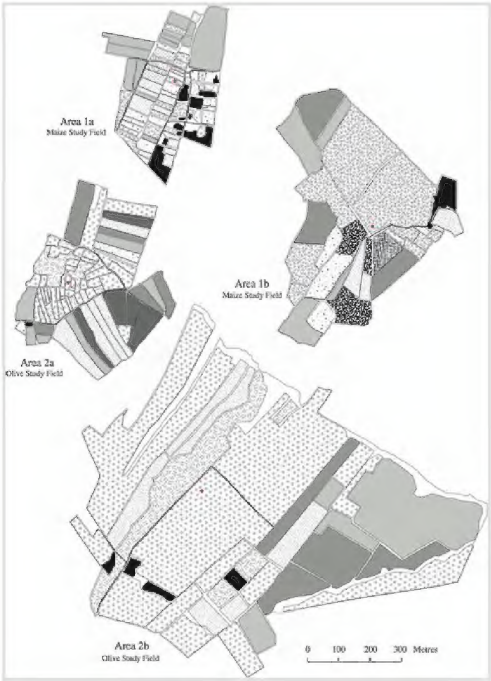 Area 1a
Maize Study Field
Area 1b
Maize Study Field
Area 2a
Olive Study Field
Area 2b
Olive Study Field
0 100 200 300 Metres